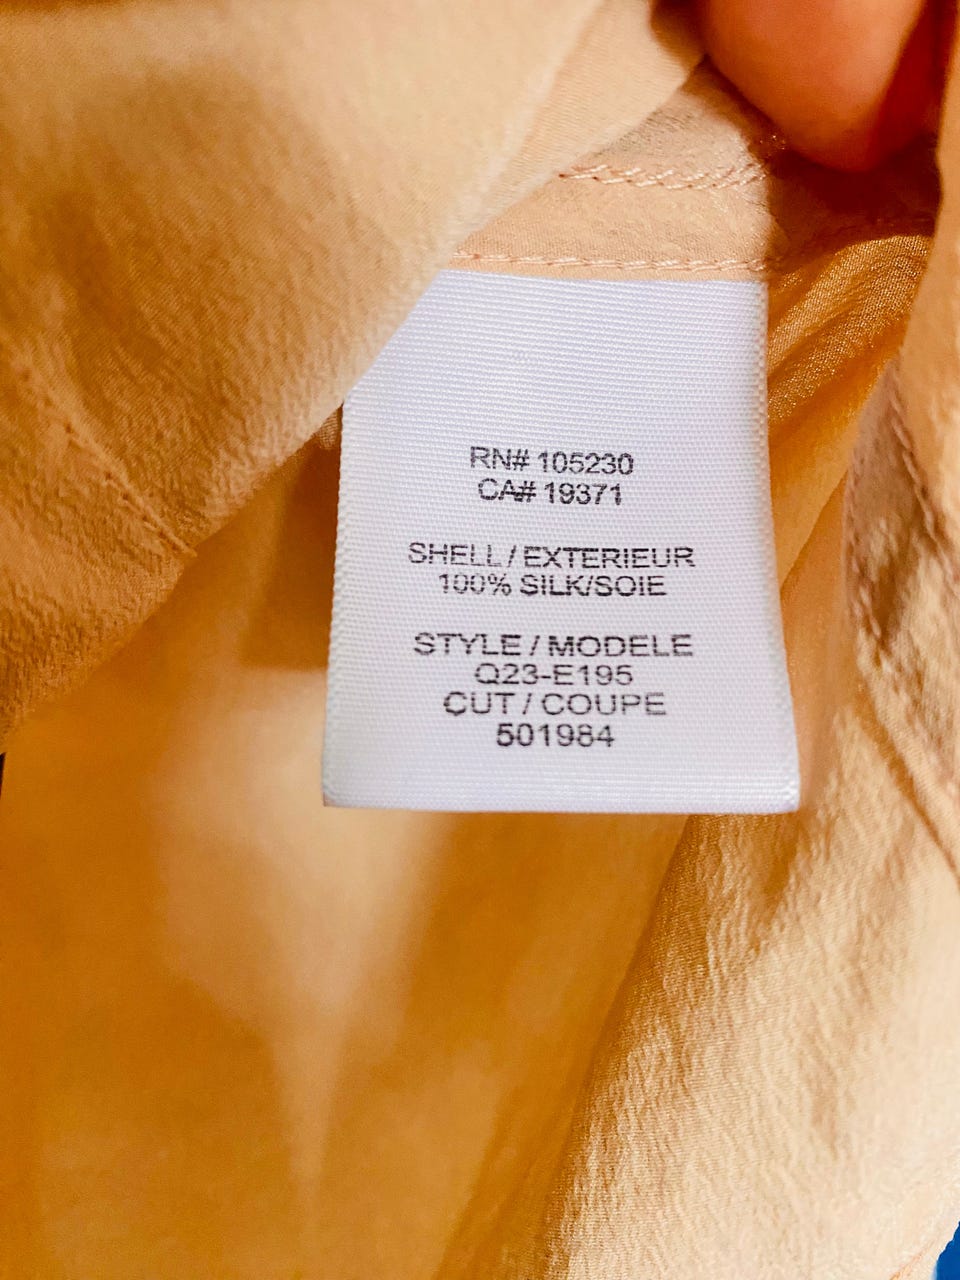 RN# 105230
CA# 19371
SHELL / EXTERIEUR
100% SILK/SOIE
STYLE / MODELE
Q23-E195
CUT / COUPE
501984